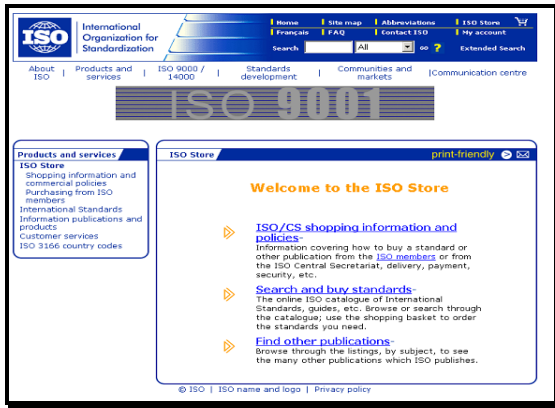 ISO
International
Organization for
Standardization
Home Site map Abbreviations ISO Store
Français FAQ Contact ISO My account
Search All GO ? Extended Search
About ISO | Products and services | ISO 9000 / 14000 | Standards development | Communities and markets | Communication centre
ISO 9001
Products and services
ISO Store
Shopping information and
commercial policies
Purchasing from ISO
members
International Standards
Information publications and
products
Customer services
ISO 3166 country codes
ISO Store print-friendly
Welcome to the ISO Store
ISO/CS shopping information and
policies-
Information covering how to buy a standard or
other publication from the ISO members or from
the ISO Central Secretariat, delivery, payment,
security, etc.
Search and buy standards-
The online ISO catalogue of International
Standards, guides, etc. Browse or search through
the catalogue; use the shopping basket to order
the standards you need.
Find other publications-
Browse through the listings, by subject, to see
the many other publications which ISO publishes.
© ISO | ISO name and logo | Privacy policy